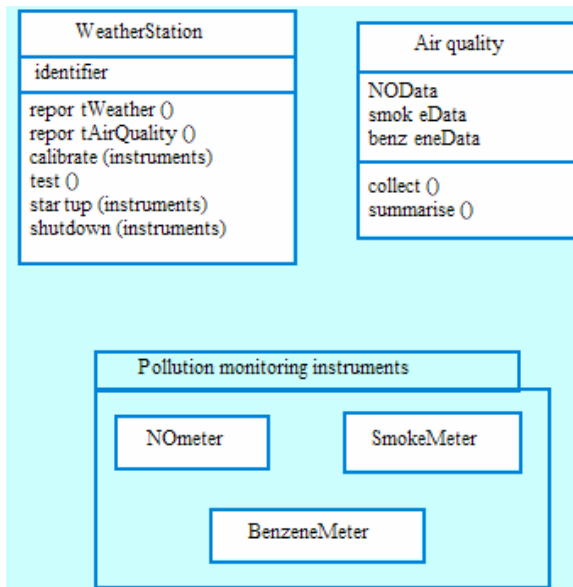 WeatherStation
identifier
repor tWeather ()
repor tAirQuality ()
calibrate (instruments)
test ()
star tup (instruments)
shutdown (instruments)
Air quality
NOData
smok eData
benz eneData
collect ()
summarise ()
Pollution monitoring instruments
NOmeter
SmokeMeter
BenzeneMeter